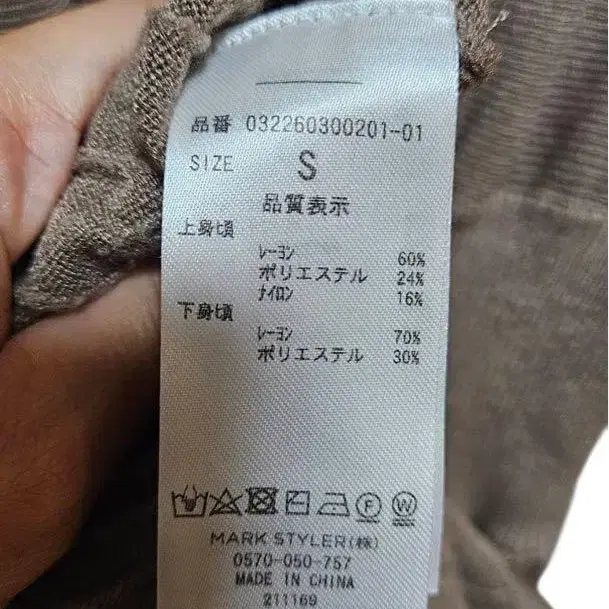 品番 032260300201-01
SIZE S
品質表示
上身頃
レーヨン 60%
ポリエステル 24%
ナイロン 16%
下身頃
レーヨン 70%
ポリエステル 30%
F W
MARK STYLER(株)
0570-050-757
MADE IN CHINA
211169